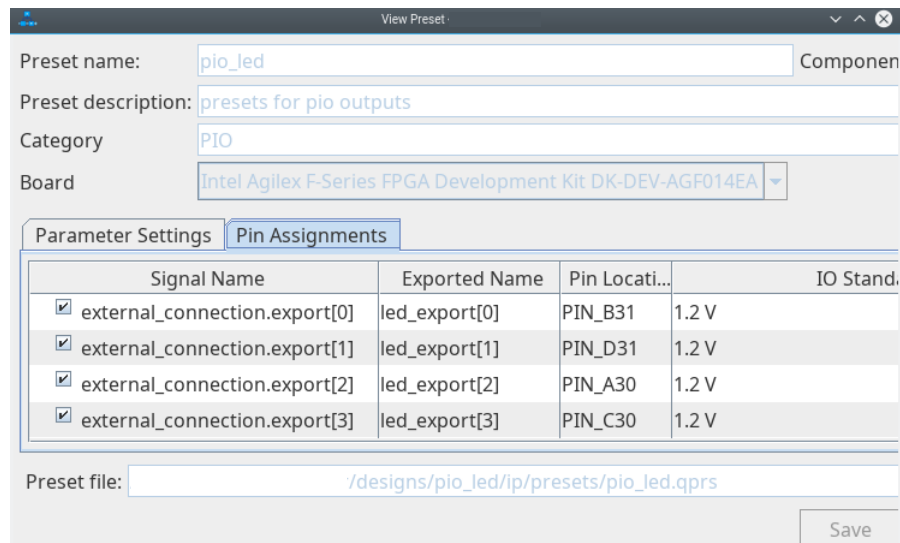 View Preset
Preset name: pio_led Componen
Preset description: presets for pio outputs
Category PIO
Board Intel Agilex F-Series FPGA Development Kit DK-DEV-AGF014EA
Parameter Settings Pin Assignments
Signal Name Exported Name Pin Locati... IO Standa
external_connection.export[0] led_export[0] PIN_B31 1.2 V
external_connection.export[1] led_export[1] PIN_D31 1.2 V
external_connection.export[2] led_export[2] PIN_A30 1.2 V
external_connection.export[3] led_export[3] PIN_C30 1.2 V
Preset file: /designs/pio_led/ip/presets/pio_led.qprs
Save